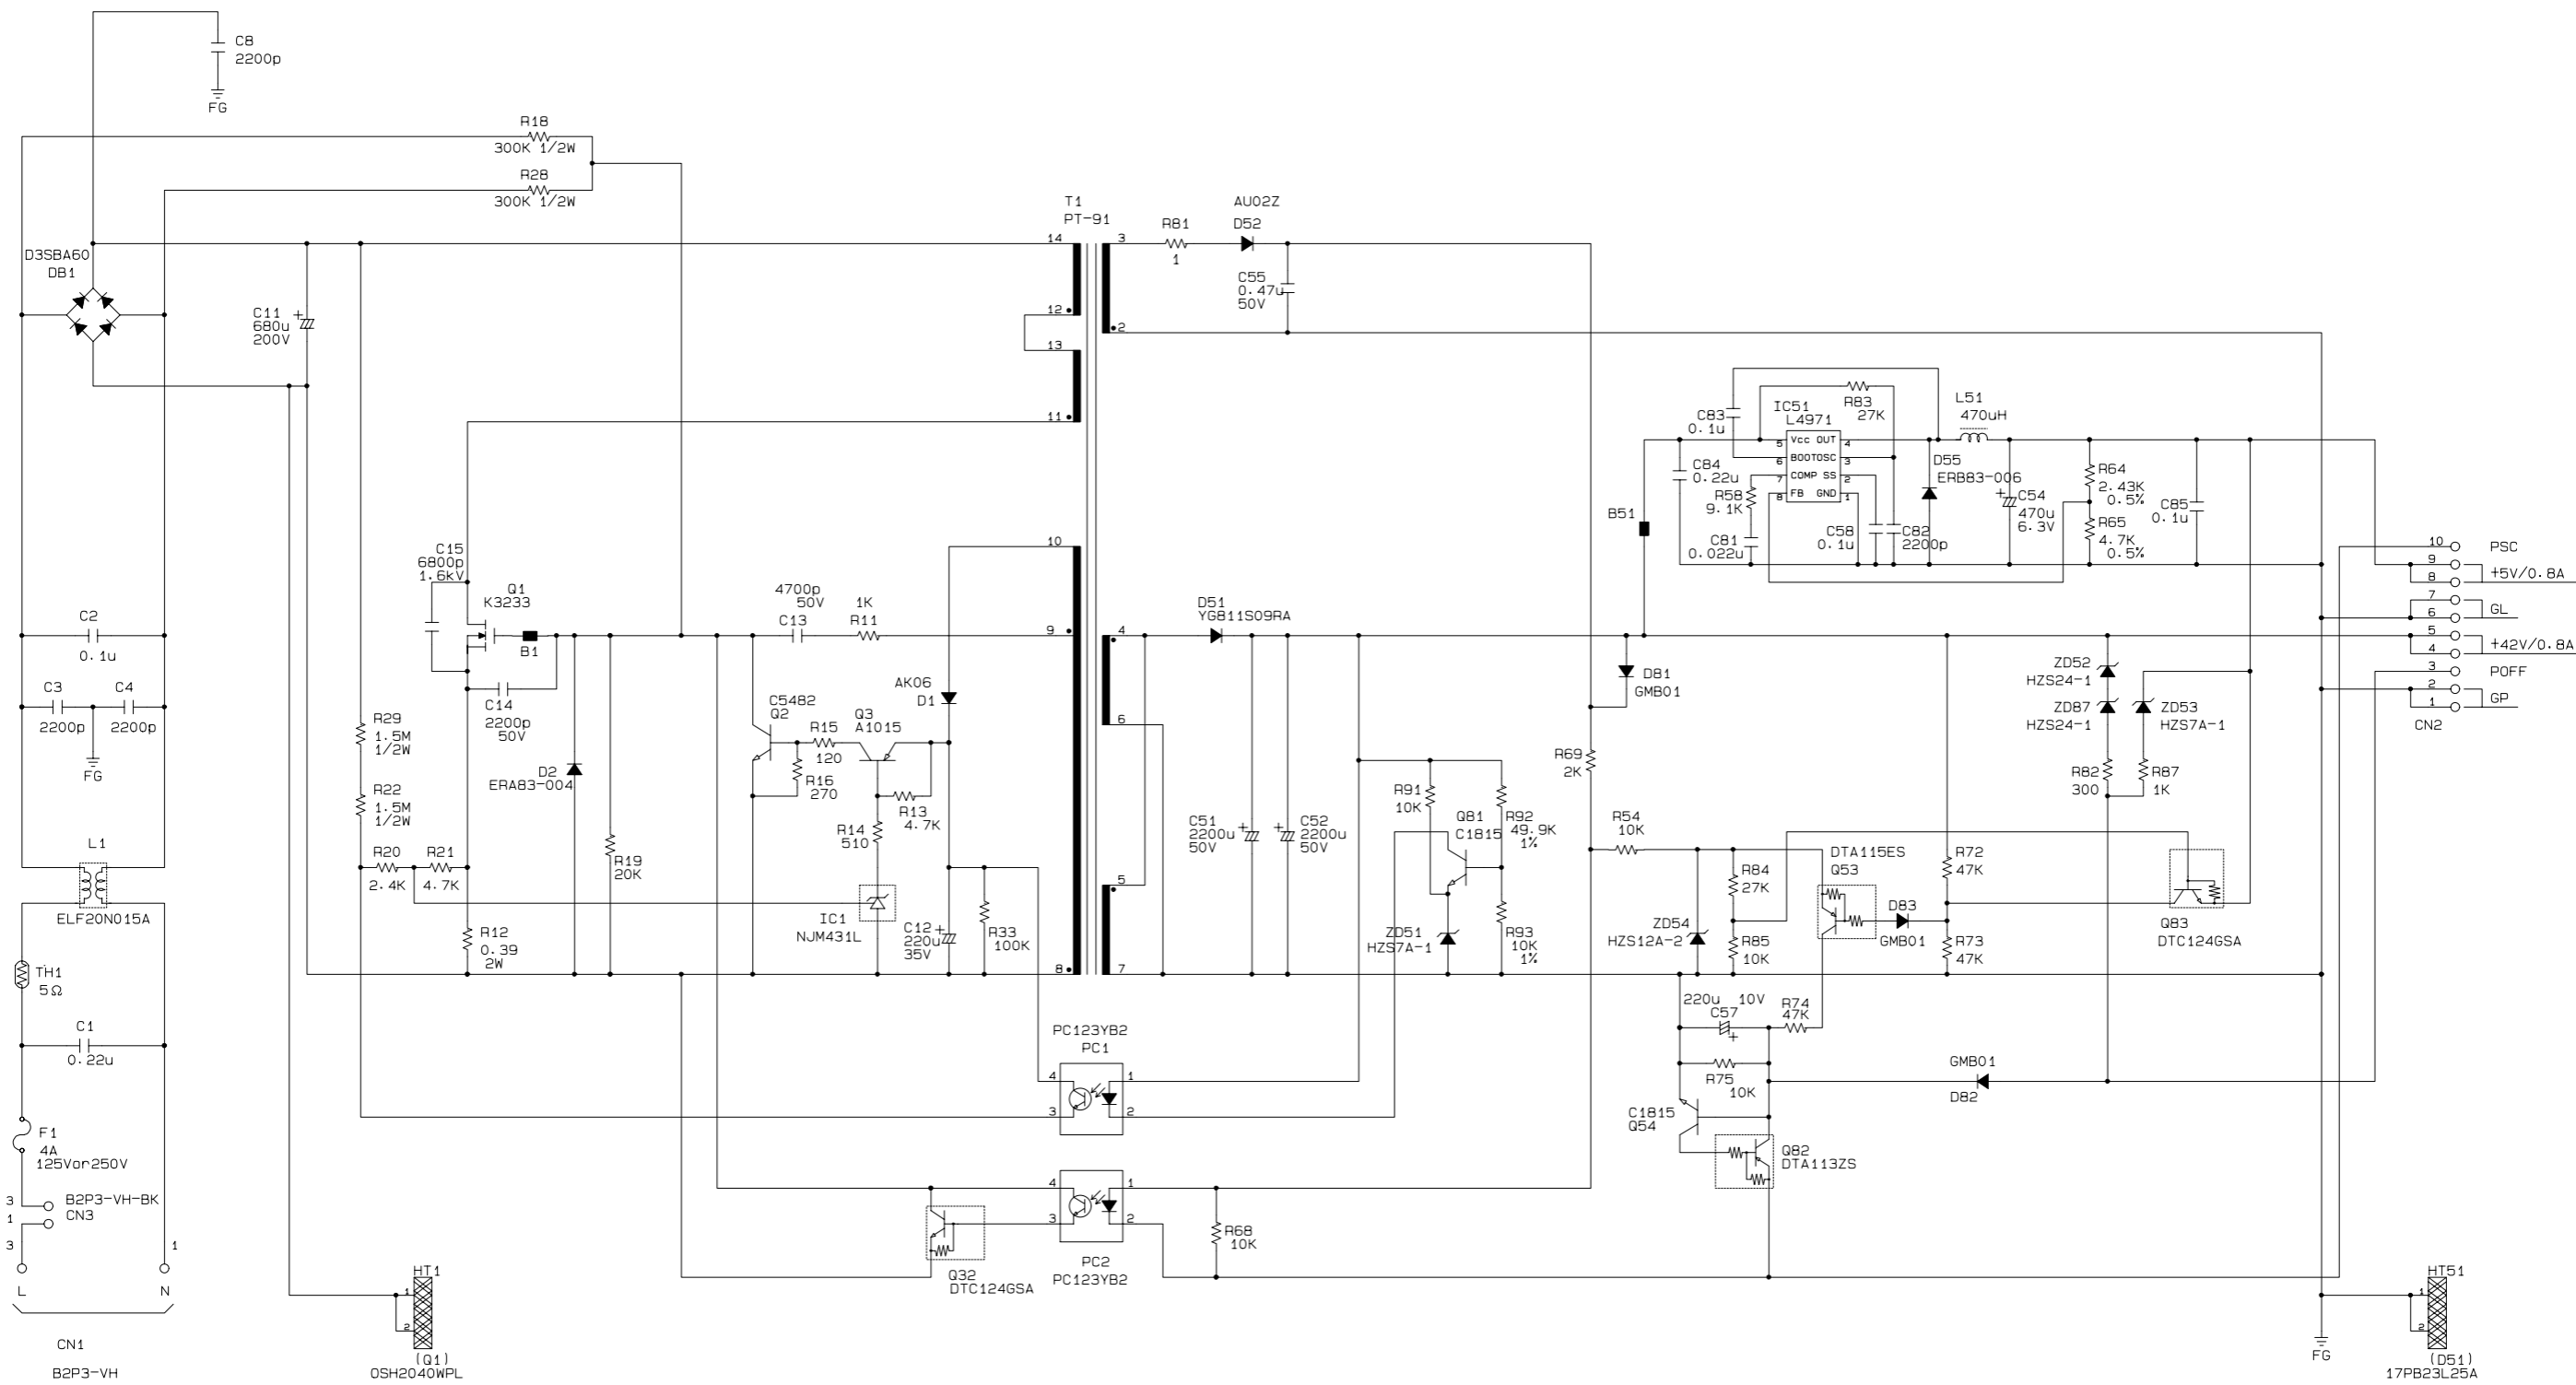 C8
2200p
FG
R18
300K 1/2W
R28
300K 1/2W
D3SBA60
DB1
C11
+
680u
200V
T1
PT-91
14
12
13
11
10
9
8
3
2
4
6
5
7
R81
1
AU02Z
D52
C55
0.47u
50V
C15
6800p
1.6kV
Q1
K3233
B1
C14
2200p
50V
4700p
50V
C13
1K
R11
C2
0.1u
C3
2200p
C4
2200p
FG
R29
1.5M
1/2W
R22
1.5M
1/2W
R20
2.4K
R21
4.7K
R12
0.39
2W
D2
ERA83-004
R19
20K
C5482
Q2
R15
120
R16
270
Q3
A1015
AK06
D1
R13
4.7K
R14
510
IC1
NJM431L
C12
+
220u
35V
R33
100K
L1
ELF20N015A
TH1
5Ω
C1
0.22u
F1
4A
125Vor250V
3
B2P3-VH-BK
1
CN3
3
1
L
N
CN1
B2P3-VH
HT1
1
2
(Q1)
OSH2040WPL
D51
YG811S09RA
C51
2200u
+
50V
C52
2200u
+
50V
R91
10K
Q81
C1815
R92
49.9K
1%
ZD51
HZS7A-1
R93
10K
1%
PC123YB2
PC1
4
3
1
2
4
3
1
2
PC2
PC123YB2
Q32
DTC124GSA
R68
10K
R69
2K
D81
GMB01
B51
C83
0.1u
C84
0.22u
IC51
L4971
Vcc OUT
BOOTOSC
COMP SS
FB GND
5
6
7
8
4
3
2
1
R83
27K
R58
9.1K
C81
0.022u
C58
0.1u
C82
2200p
D55
ERB83-006
L51
470uH
+
C54
470u
6.3V
R64
2.43K
0.5%
R65
4.7K
0.5%
C85
0.1u
R54
10K
ZD54
HZS12A-2
R84
27K
R85
10K
DTA115ES
Q53
D83
GMB01
R72
47K
R73
47K
ZD52
HZS24-1
ZD87
HZS24-1
ZD53
HZS7A-1
R82
300
R87
1K
Q83
DTC124GSA
220u 10V
C57
+
R74
47K
R75
10K
C1815
Q54
Q82
DTA113ZS
GMB01
D82
10
PSC
9
+5V/0.8A
8
7
GL
6
5
+42V/0.8A
4
3
POFF
2
GP
1
CN2
FG
HT51
1
2
(D51)
17PB23L25A